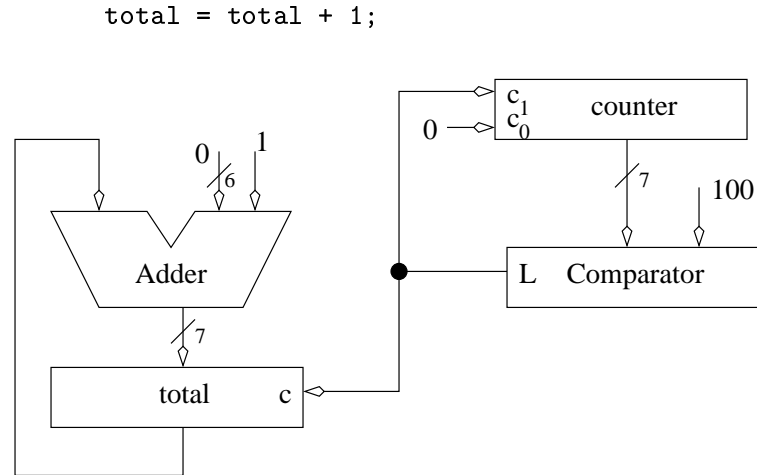 total = total + 1;
c1
counter
c0
0
0
6
1
7
100
Adder
L Comparator
7
total c